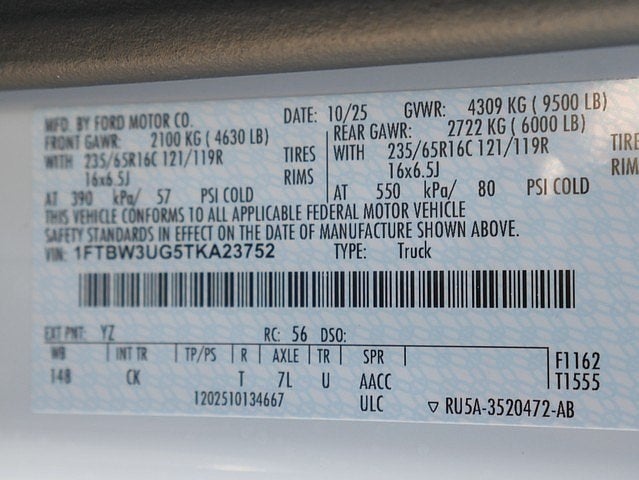 MFD. BY FORD MOTOR CO. DATE: 10/25 GVWR: 4309 KG ( 9500 LB)
FRONT GAWR: 2100 KG ( 4630 LB) REAR GAWR: 2722 KG ( 6000 LB)
WITH 235/65R16C 121/119R TIRES WITH 235/65R16C 121/119R TIRE
16x6.5J RIMS 16x6.5J RIM
AT 390 kPa/ 57 PSI COLD AT 550 kPa/ 80 PSI COLD
THIS VEHICLE CONFORMS TO ALL APPLICABLE FEDERAL MOTOR VEHICLE
SAFETY STANDARDS IN EFFECT ON THE DATE OF MANUFACTURE SHOWN ABOVE.
VIN: 1FTBW3UG5TKA23752 TYPE: Truck
EXT PNT: YZ RC: 56 DSO:
WB INT TR TP/PS R AXLE TR SPR F1162
148 CK T 7L U AACC T1555
1202510134667 ULC ▽ RU5A-3520472-AB